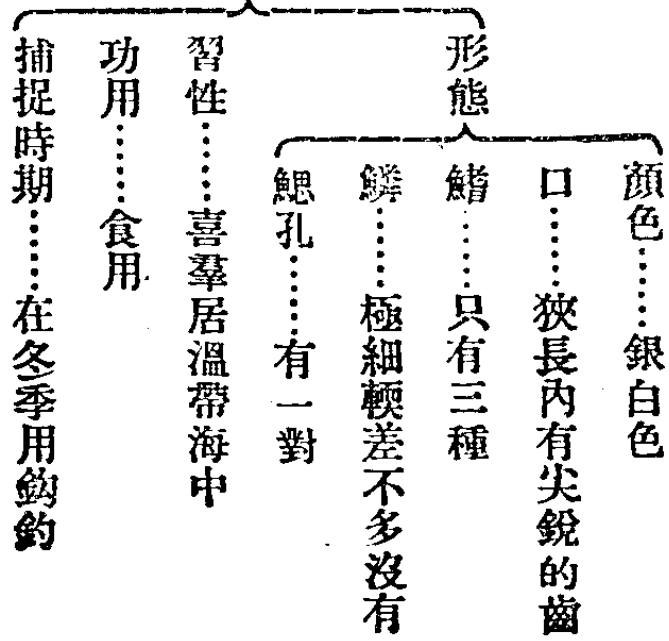 形態
顏色……銀白色
口……狹長內有尖銳的齒
鰭……只有三種
鱗……極細輭差不多沒有
鰓孔……有一對
習性……喜羣居溫帶海中
功用……食用
捕捉時期……在冬季用鈎釣